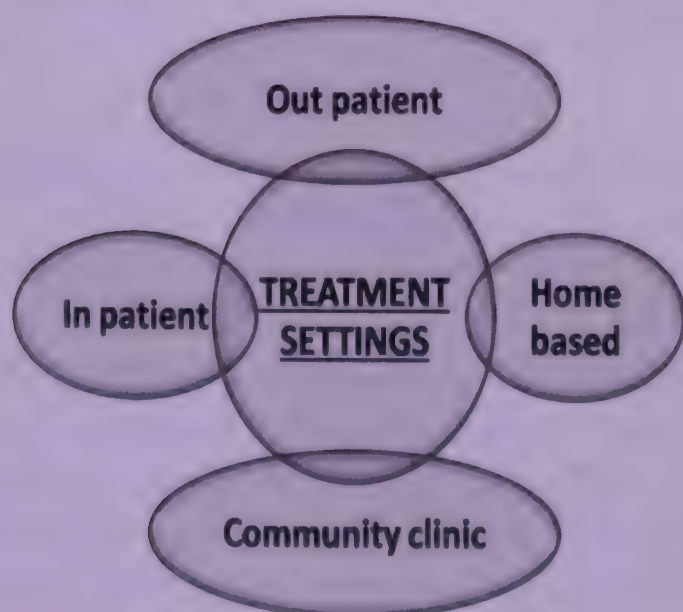 Out patient
In patient
TREATMENT
SETTINGS
Home
based
Community clinic